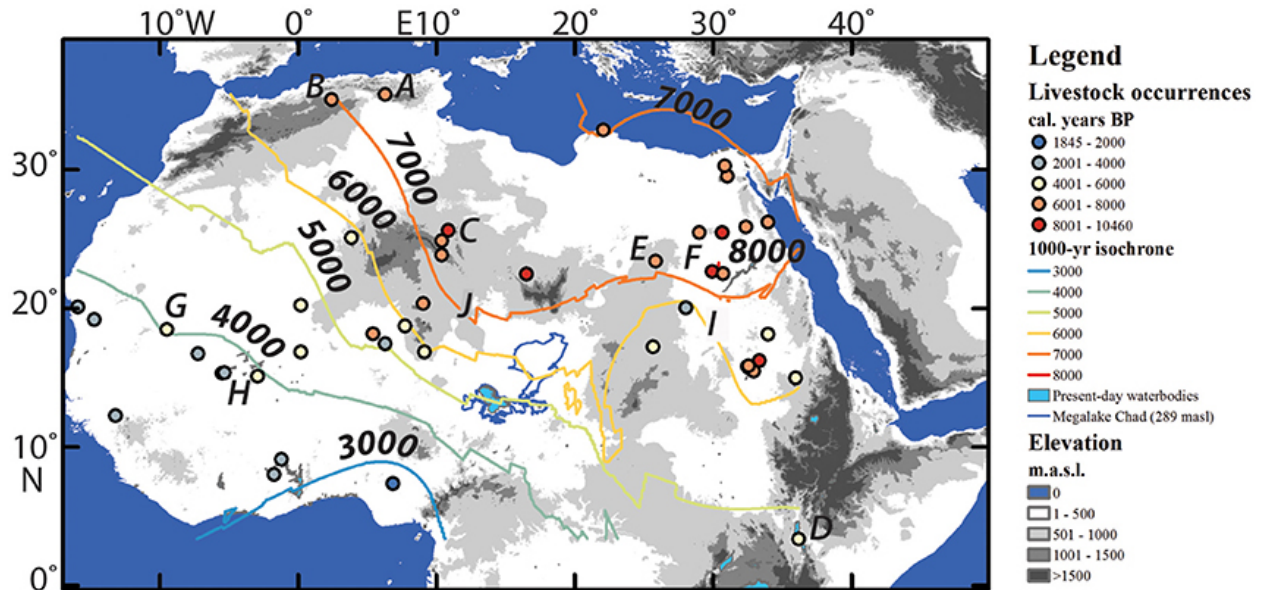 10°W 0° E10° 20° 30° 40°
30°
20°
10°
N
0°
B
A
7000
7000
6000
C
5000
E
F
8000
J
G
4000
I
H
3000
D
Legend
Livestock occurrences
cal. years BP
1845 - 2000
2001 - 4000
4001 - 6000
6001 - 8000
8001 - 10460
1000-yr isochrone
3000
4000
5000
6000
7000
8000
Present-day waterbodies
Megalake Chad (289 masl)
Elevation
m.a.s.l.
0
1 - 500
501 - 1000
1001 - 1500
>1500